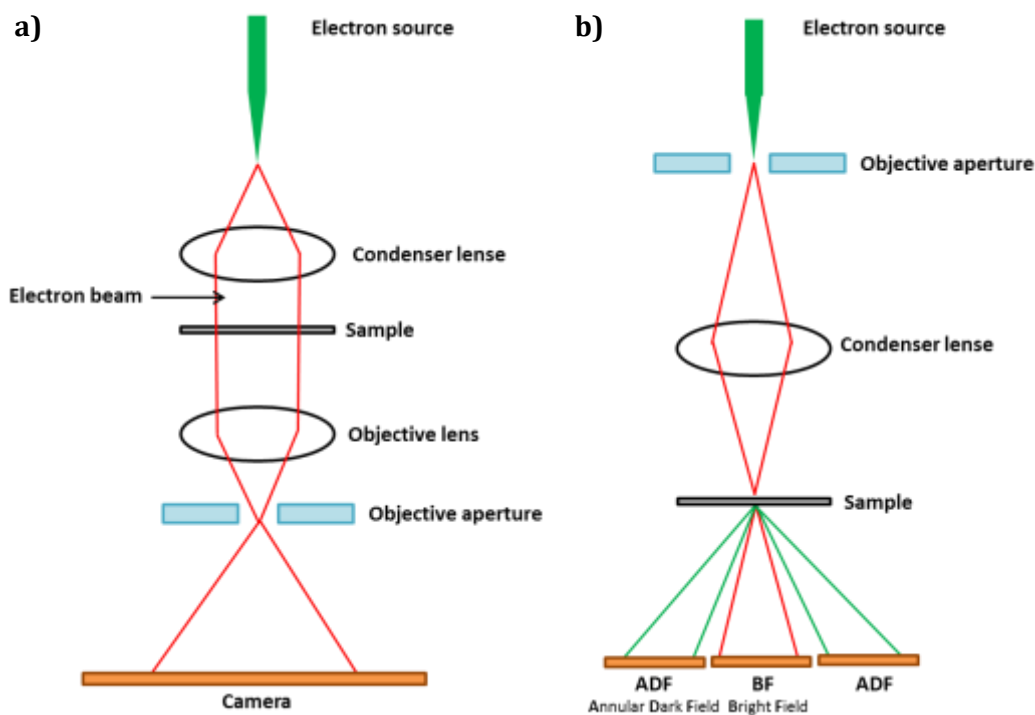 a)
Electron source
Condenser lense
Electron beam
Sample
Objective lens
Objective aperture
Camera
b)
Electron source
Objective aperture
Condenser lense
Sample
ADF BF ADF
Annular Dark Field Bright Field